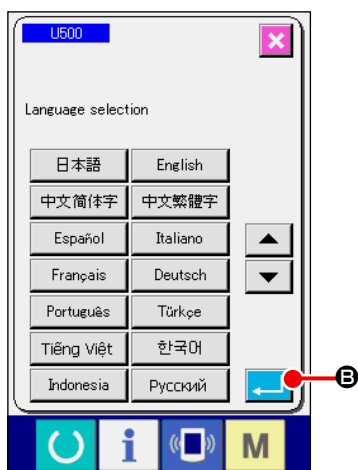 U500
Language selection
日本語 English
中文简体字 中文繁體字
Español Italiano
Français Deutsch
Português Türkçe
Tiếng Việt 한국어
Indonesia Русский
B
i M